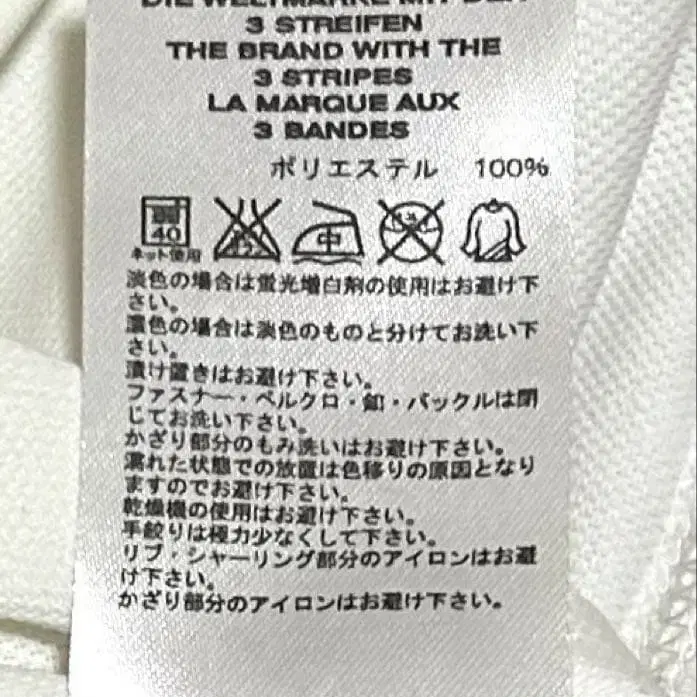 DIE WELTMARKE MIT DEN
3 STREIFEN
THE BRAND WITH THE
3 STRIPES
LA MARQUE AUX
3 BANDES
ポリエステル 100%
40 中
ネット使用
淡色の場合は蛍光増白剤の使用はお避け下
さい。
濃色の場合は淡色のものと分けてお洗い下
さい。
漬け置きはお避け下さい。
ファスナー・ベルクロ・釦・バックルは閉
じてお洗い下さい。
かざり部分のもみ洗いはお避け下さい。
濡れた状態での放置は色移りの原因となり
ますのでお避け下さい。
乾燥機の使用はお避け下さい。
手絞りは極力少なくして下さい。
リブ・シャーリング部分のアイロンはお避
け下さい。
かざり部分のアイロンはお避け下さい。